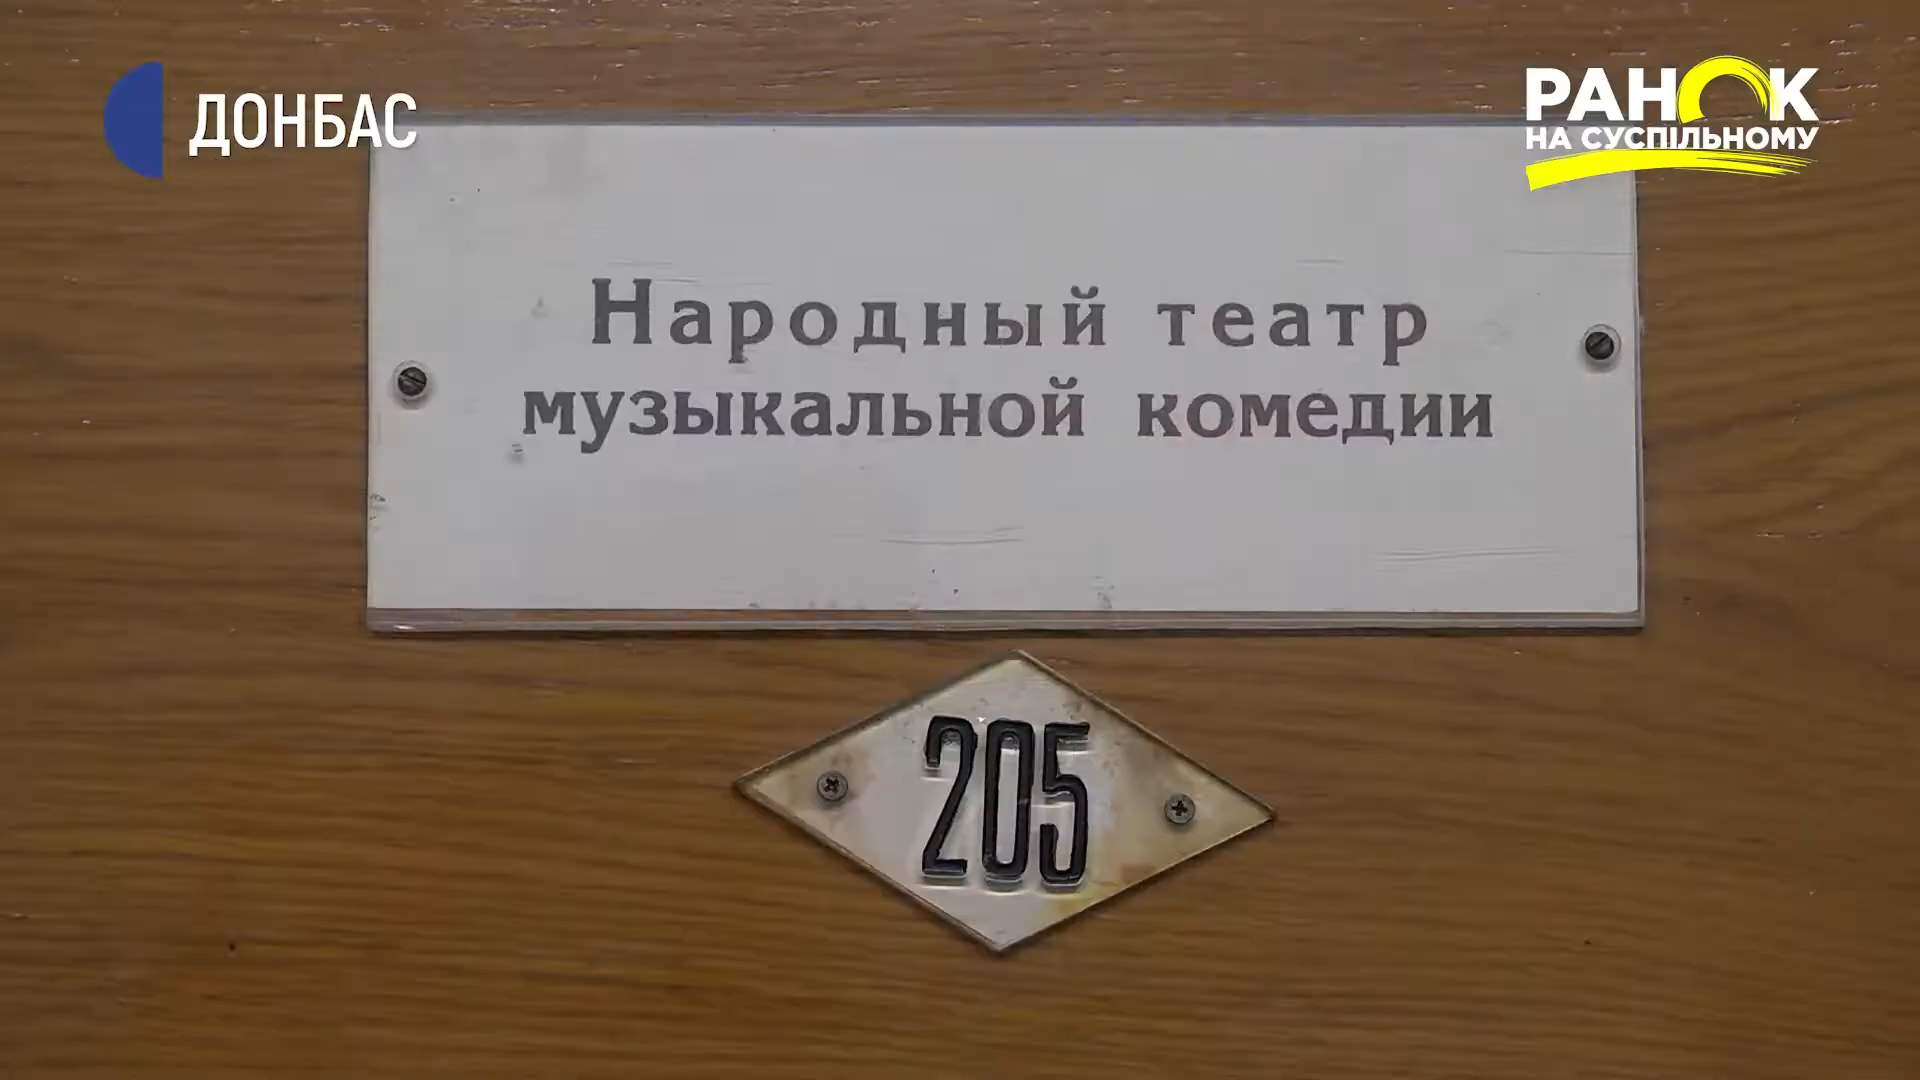 ДОНБАС
РАНОК
НА СУСПІЛЬНОМУ
Народный театр
музыкальной комедии
205